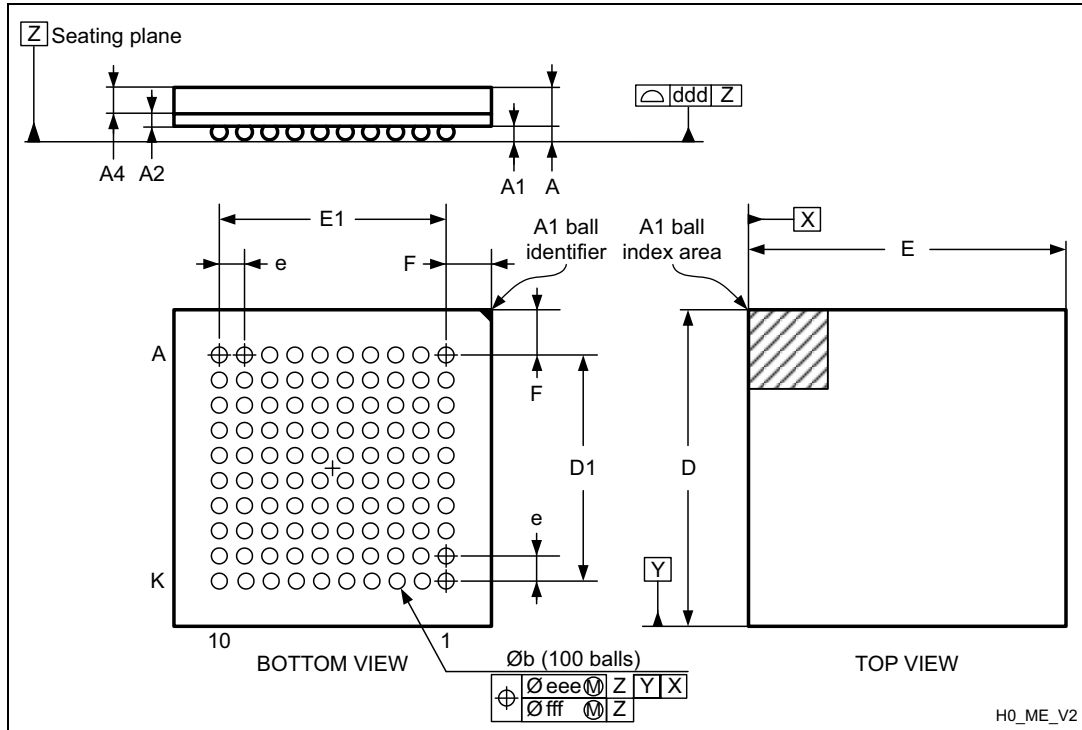 Z Seating plane
ddd Z
A4
A2
A1
A
E1
e
F
A1 ball
identifier
A1 ball
index area
X
E
A
F
D1
D
e
K
Y
10
1
BOTTOM VIEW
Øb (100 balls)
Ø eee Ⓜ Z Y X
Ø fff Ⓜ Z
TOP VIEW
H0_ME_V2